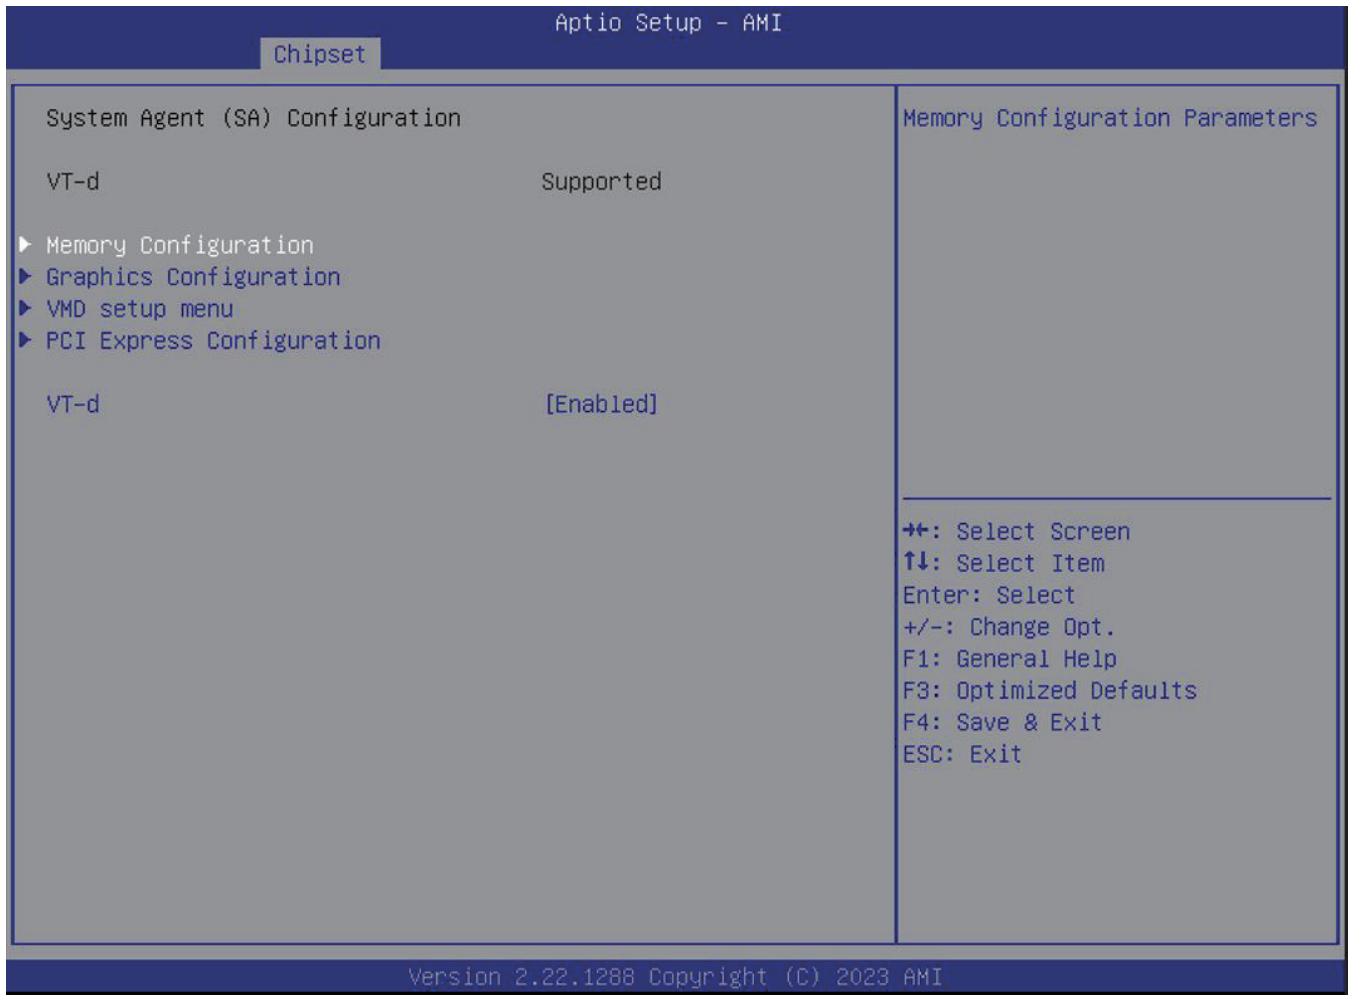 Aptio Setup – AMI
Chipset
System Agent (SA) Configuration
VT-d Supported
Memory Configuration
Graphics Configuration
VMD setup menu
PCI Express Configuration
VT-d [Enabled]
Memory Configuration Parameters
→←: Select Screen
↑↓: Select Item
Enter: Select
+/-: Change Opt.
F1: General Help
F3: Optimized Defaults
F4: Save & Exit
ESC: Exit
Version 2.22.1288 Copyright (C) 2023 AMI